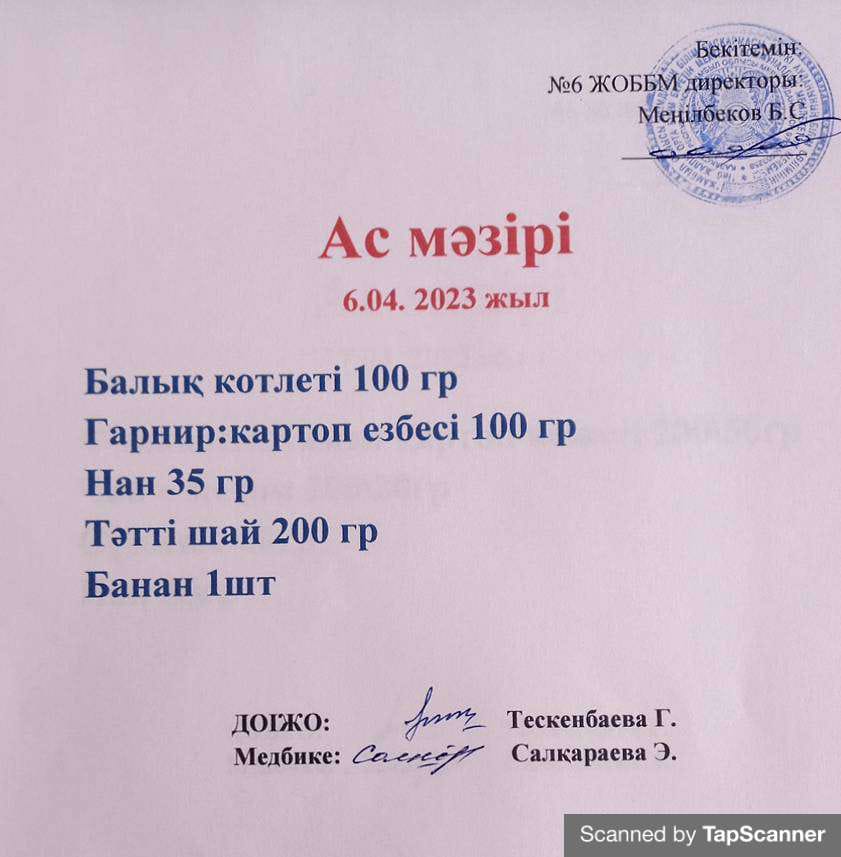 Бекітемін:
№6 ЖОББМ директоры:
Меңілбеков Б.С
Ас мәзірі
6.04. 2023 жыл
Балық котлеті 100 гр
Гарнир:картоп езбесі 100 гр
Нан 35 гр
Тәтті шай 200 гр
Банан 1шт
ДОІЖО: Тескенбаева Г.
Медбике: Салқараева Э.
Scanned by TapScanner